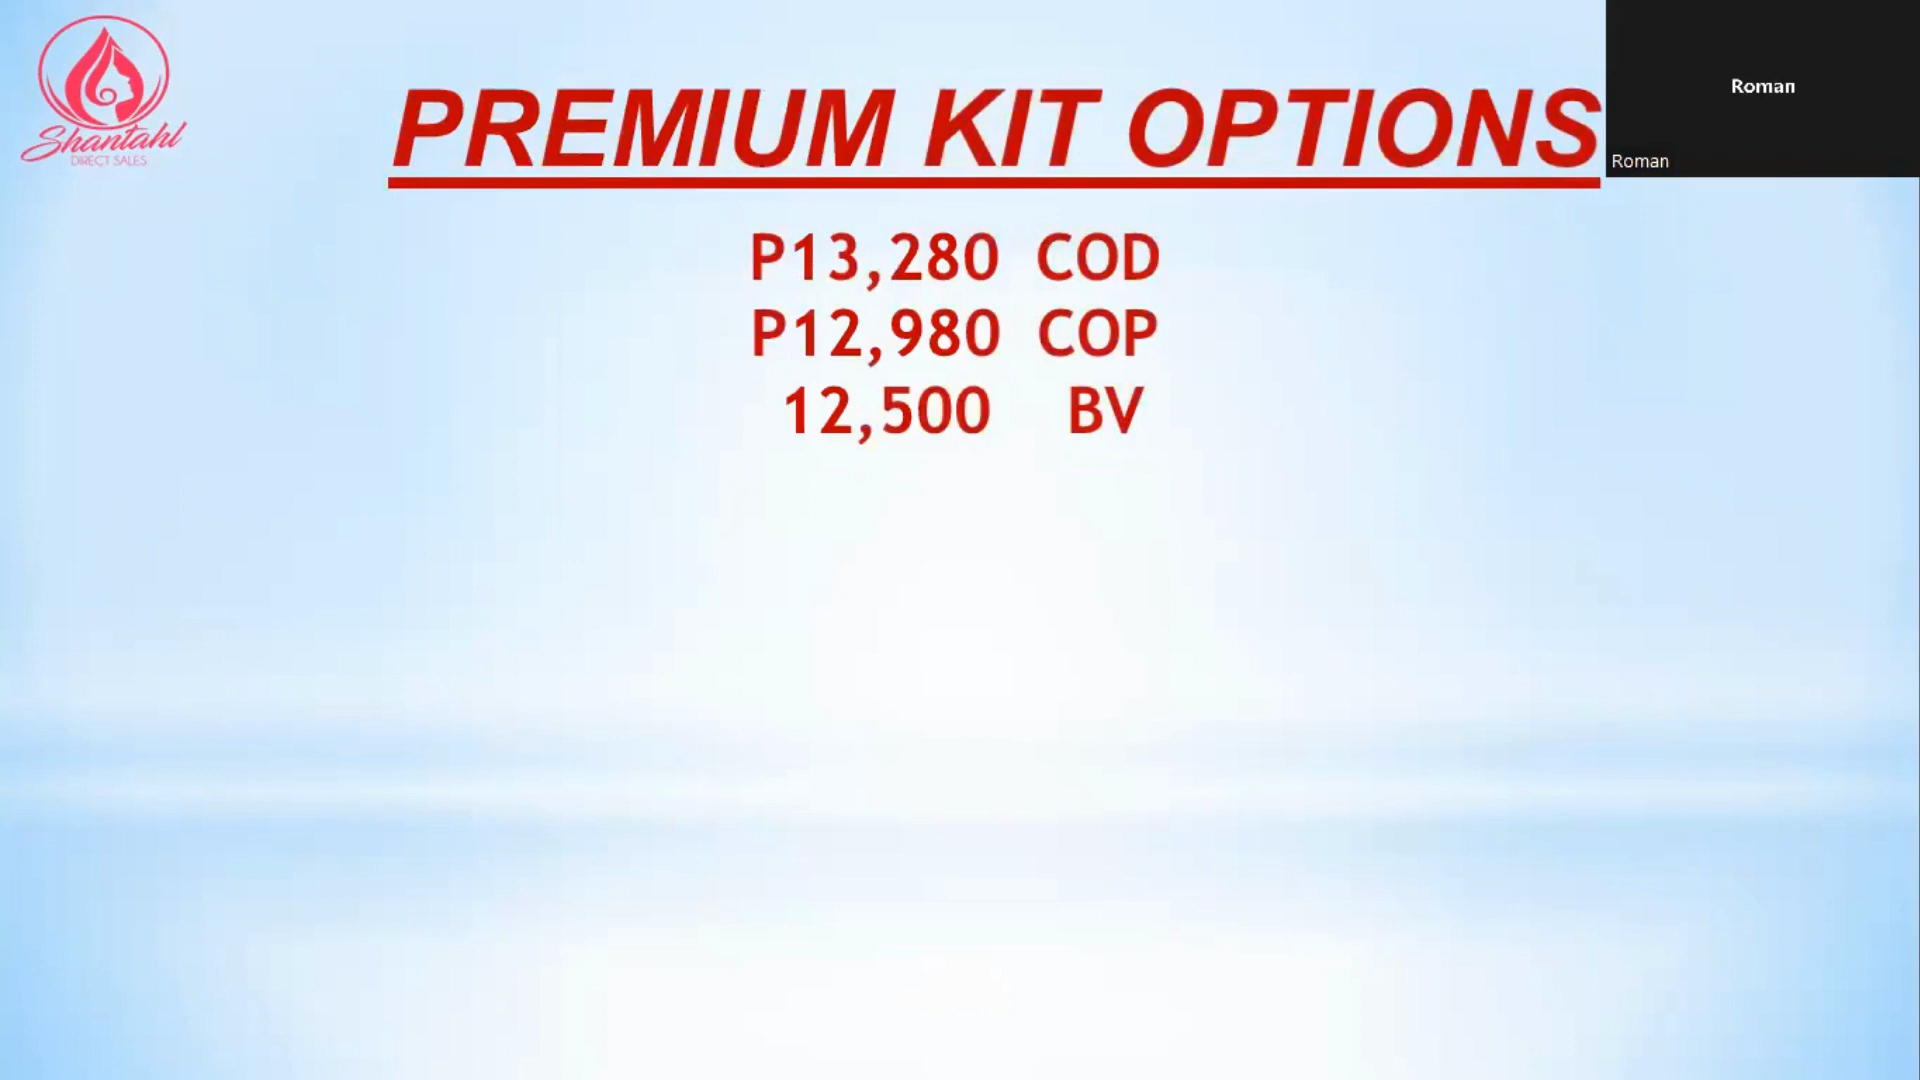 Shantahl
DIRECT SALES
PREMIUM KIT OPTIONS
P13,280 COD
P12,980 COP
12,500 BV
Roman
Roman